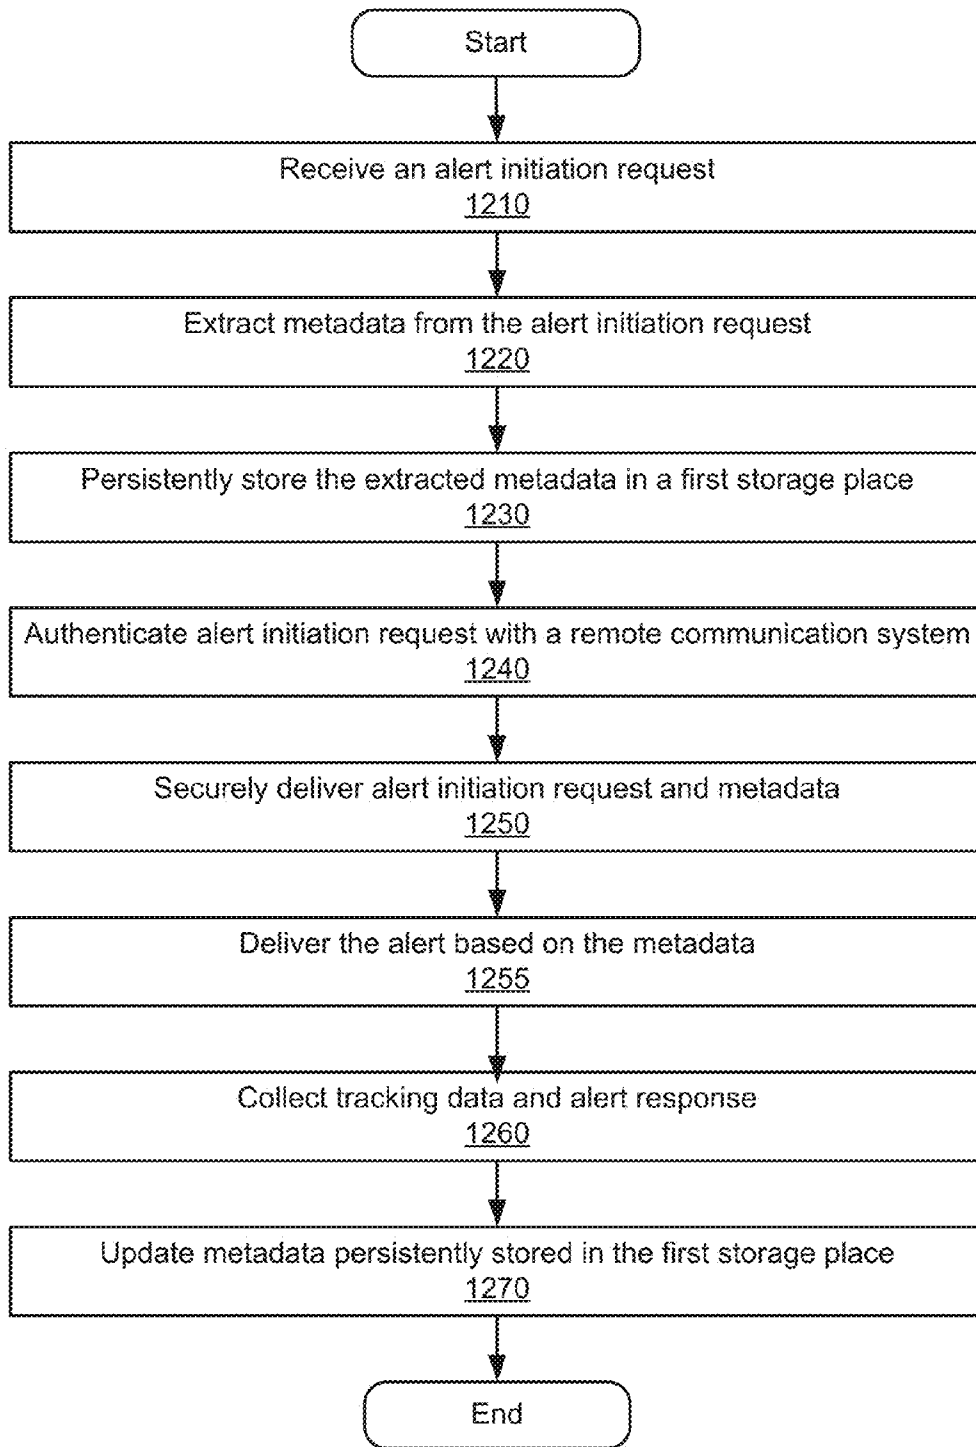 Start
Receive an alert initiation request
1210
Extract metadata from the alert initiation request
1220
Persistently store the extracted metadata in a first storage place
1230
Authenticate alert initiation request with a remote communication system
1240
Securely deliver alert initiation request and metadata
1250
Deliver the alert based on the metadata
1255
Collect tracking data and alert response
1260
Update metadata persistently stored in the first storage place
1270
End